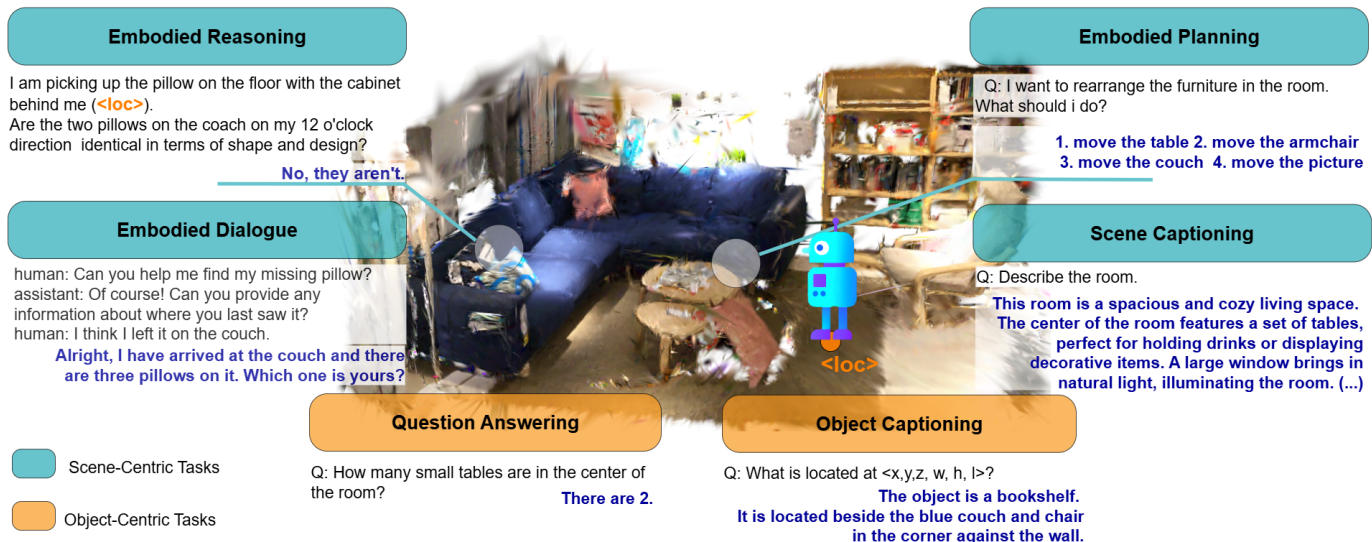 Embodied Reasoning
I am picking up the pillow on the floor with the cabinet
behind me (<loc>).
Are the two pillows on the coach on my 12 o'clock
direction identical in terms of shape and design?
No, they aren't.
Embodied Dialogue
human: Can you help me find my missing pillow?
assistant: Of course! Can you provide any
information about where you last saw it?
human: I think I left it on the couch.
Alright, I have arrived at the couch and there
are three pillows on it. Which one is yours?
Embodied Planning
Q: I want to rearrange the furniture in the room.
What should i do?
1. move the table 2. move the armchair
3. move the couch 4. move the picture
Scene Captioning
Q: Describe the room.
This room is a spacious and cozy living space.
The center of the room features a set of tables,
perfect for holding drinks or displaying
decorative items. A large window brings in
natural light, illuminating the room. (...)
<loc>
Question Answering
Q: How many small tables are in the center of
the room?
There are 2.
Object Captioning
Q: What is located at <x,y,z, w, h, l>?
The object is a bookshelf.
It is located beside the blue couch and chair
in the corner against the wall.
Scene-Centric Tasks
Object-Centric Tasks